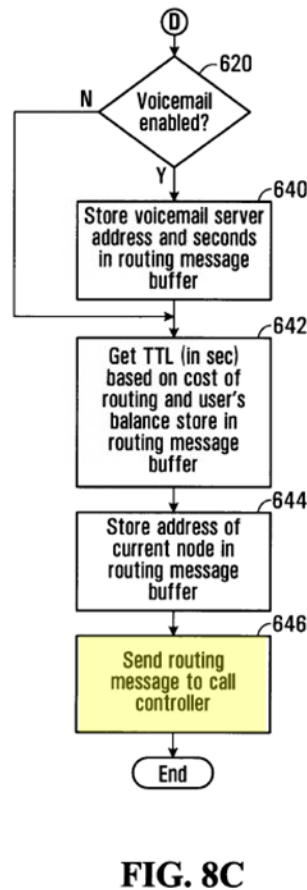 D
620
N
Voicemail
enabled?
Y
640
Store voicemail server
address and seconds
in routing message
buffer
642
Get TTL (in sec)
based on cost of
routing and user's
balance store in
routing message
buffer
644
Store address of
current node in
routing message
buffer
646
Send routing
message to call
controller
End
FIG. 8C